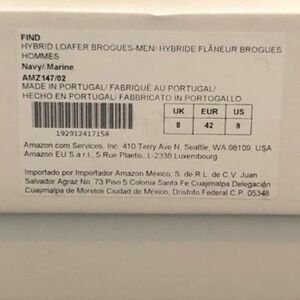 FIND
HYBRID LOAFER BROGUES-MEN/ HYBRIDE FLÂNEUR BROGUES
HOMMES
Navy/ Marine
AMZ147/02
MADE IN PORTUGAL/ FABRIQUÉ AU PORTUGAL/
HECHO EN PORTUGAL/ FABBRICATO IN PORTOGALLO
UK EUR US
8 42 9
192912417158
Amazon com Services, Inc. 410 Terry Ave N, Seattle, WA 98109, USA
Amazon EU S.à r.l., 5 Rue Plaetis, L-2338 Luxembourg
Importado por Importador Amazon México, S. de R.L. de C.V. Juan
Salvador Agraz No. 73 Piso 5 Colonia Santa Fe Cuajimalpa Delegación
Cuajimalpa de Morelos Ciudad de México, Distrito Federal C.P. 05348